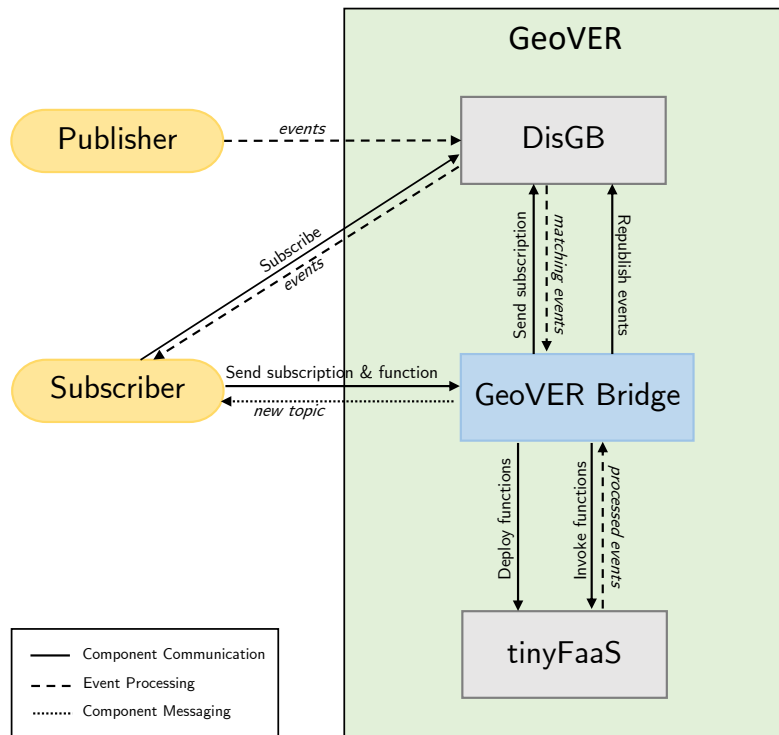 GeoVER
Publisher
events
DisGB
Subscribe
events
Send subscription
matching events
Republish events
Subscriber
Send subscription & function
new topic
GeoVER Bridge
Deploy functions
Invoke functions
processed events
tinyFaaS
Component Communication
Event Processing
Component Messaging